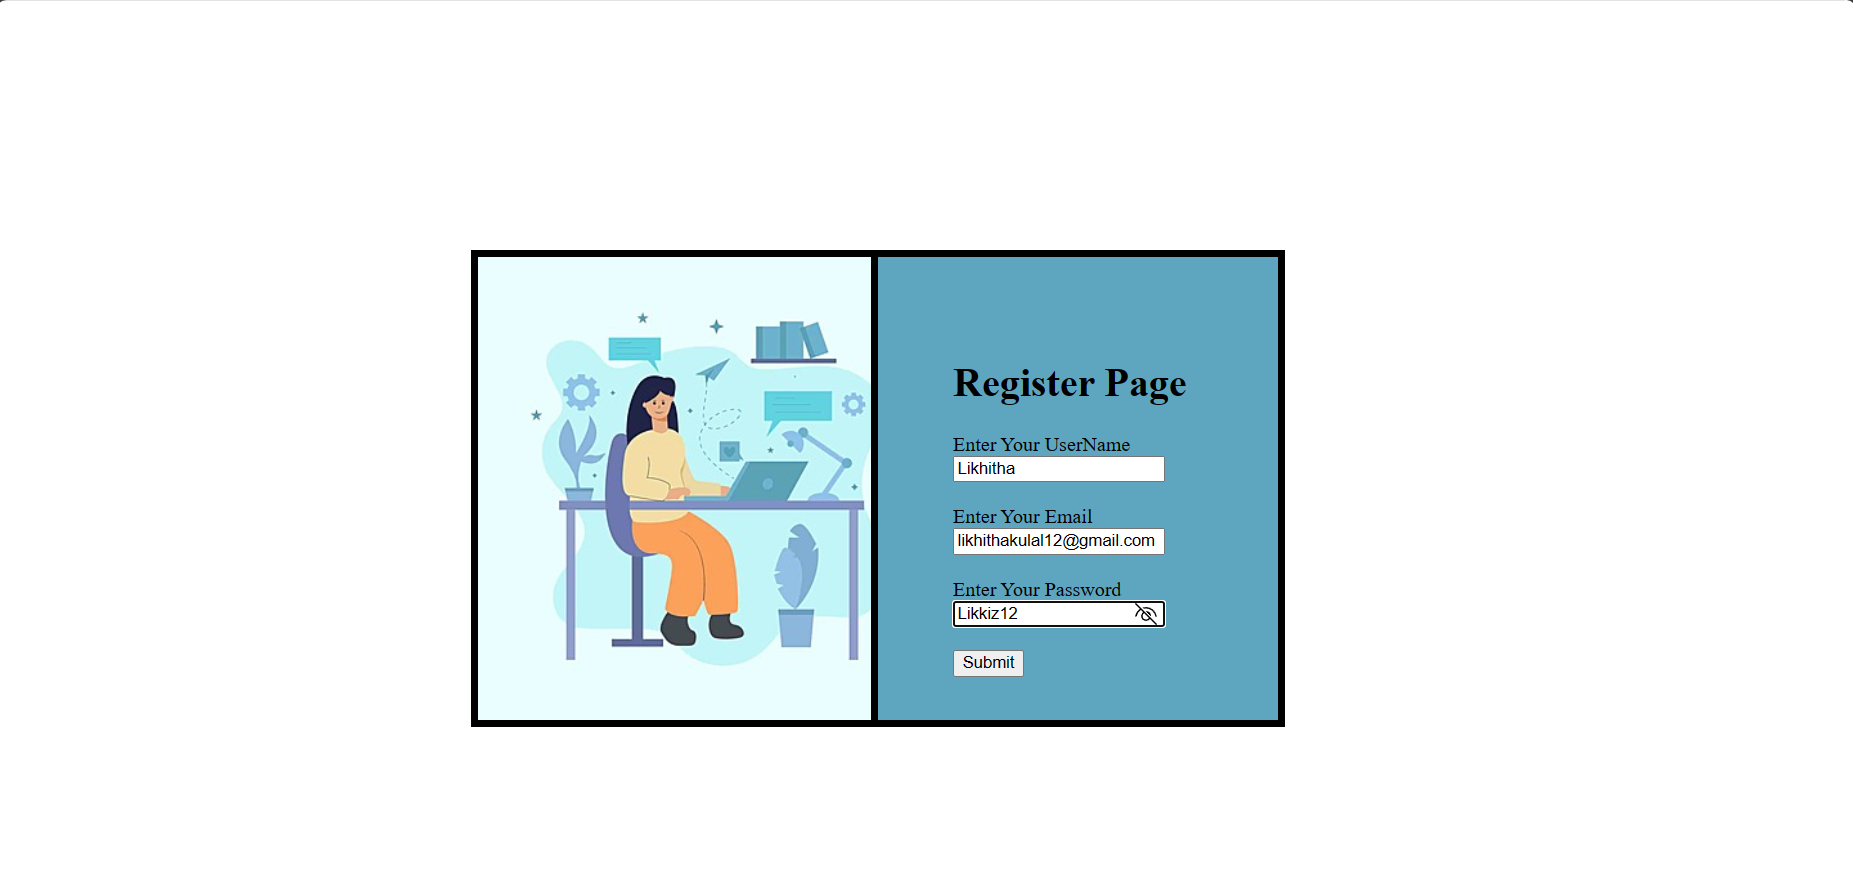 Register Page
Enter Your UserName
Likhitha
Enter Your Email
likhithakulal12@gmail.com
Enter Your Password
Likkiz12
Submit